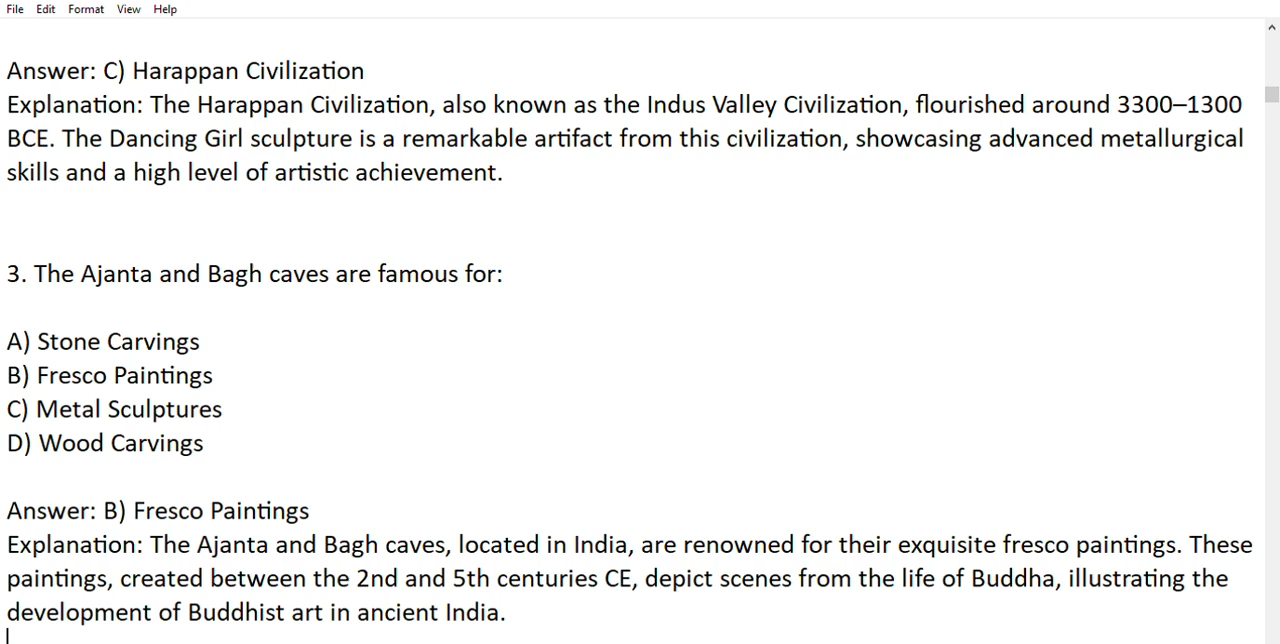 File Edit Format View Help
Answer: C) Harappan Civilization
Explanation: The Harappan Civilization, also known as the Indus Valley Civilization, flourished around 3300–1300
BCE. The Dancing Girl sculpture is a remarkable artifact from this civilization, showcasing advanced metallurgical
skills and a high level of artistic achievement.
3. The Ajanta and Bagh caves are famous for:
A) Stone Carvings
B) Fresco Paintings
C) Metal Sculptures
D) Wood Carvings
Answer: B) Fresco Paintings
Explanation: The Ajanta and Bagh caves, located in India, are renowned for their exquisite fresco paintings. These
paintings, created between the 2nd and 5th centuries CE, depict scenes from the life of Buddha, illustrating the
development of Buddhist art in ancient India.